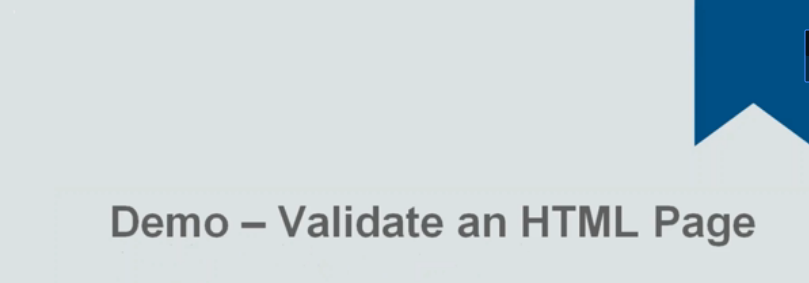 Demo – Validate an HTML Page